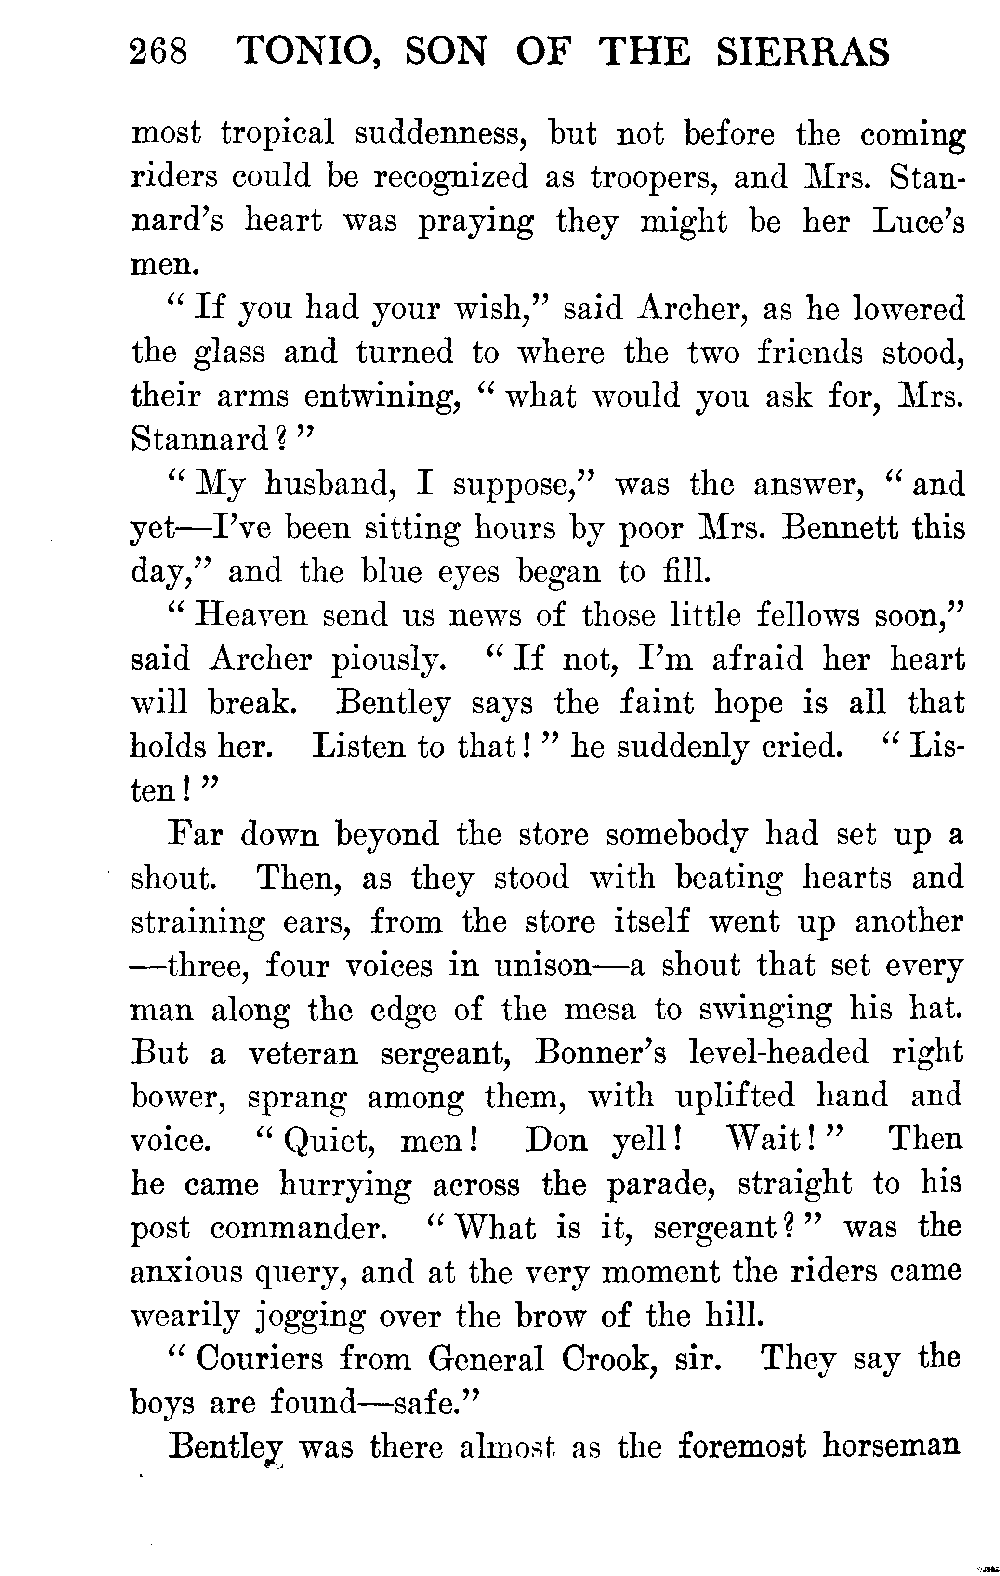 268 TONIO, SON OF THE SIERRAS
most tropical suddenness, but not before the coming
riders could be recognized as troopers, and Mrs. Stan-
nard's heart was praying they might be her Luce's
men.
“ If you had your wish,” said Archer, as he lowered
the glass and turned to where the two friends stood,
their arms entwining, “ what would you ask for, Mrs.
Stannard ? ”
“ My husband, I suppose,” was the answer, “ and
yet—I've been sitting hours by poor Mrs. Bennett this
day,” and the blue eyes began to fill.
“ Heaven send us news of those little fellows soon,”
said Archer piously. “ If not, I'm afraid her heart
will break. Bentley says the faint hope is all that
holds her. Listen to that ! ” he suddenly cried. “ Lis-
ten ! ”
Far down beyond the store somebody had set up a
shout. Then, as they stood with beating hearts and
straining ears, from the store itself went up another
—three, four voices in unison—a shout that set every
man along the edge of the mesa to swinging his hat.
But a veteran sergeant, Bonner's level-headed right
bower, sprang among them, with uplifted hand and
voice. “ Quiet, men ! Don yell ! Wait ! ” Then
he came hurrying across the parade, straight to his
post commander. “ What is it, sergeant ? ” was the
anxious query, and at the very moment the riders came
wearily jogging over the brow of the hill.
“ Couriers from General Crook, sir. They say the
boys are found—safe.”
Bentley was there almost as the foremost horseman